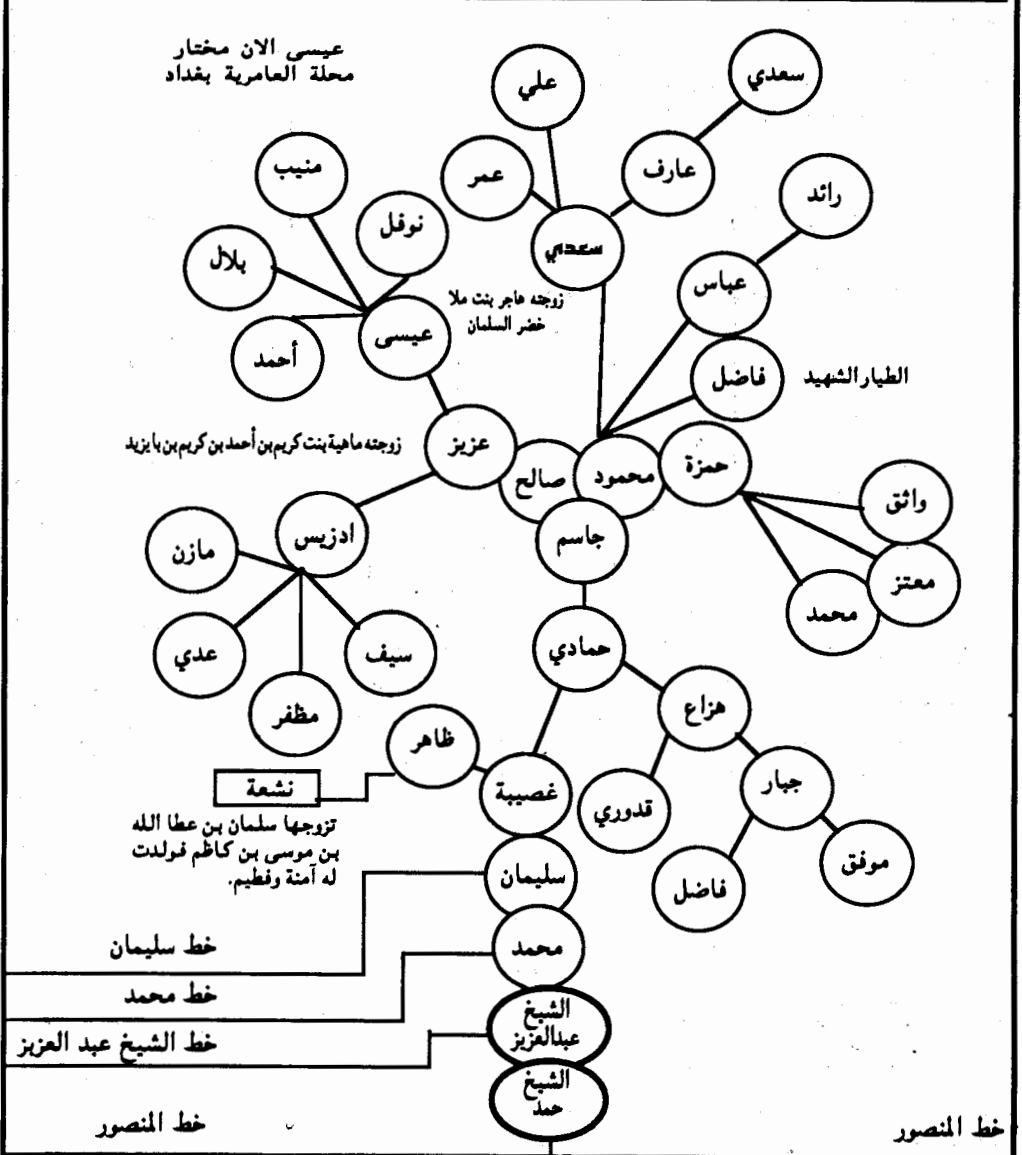 عيسى الان مختار
محلة العامرية بغداد
سعدي
علي
عارف
عمر
منيب
رائد
نوفل
سعدي
بلال
عباس
زوجته هاجر بنت ملا
خضر السلمان
عيسى
أحمد
فاضل
الطيار الشهيد
عزيز
زوجته ماهية بنت كريم بن أحمد بن كريم بن بايزيد
حمزة
محمود
صالح
واثق
جاسم
ادزيس
مازن
معتز
محمد
حمادي
سيف
عدي
مظفر
هزاع
ظاهر
جبار
نشعة
غصيبة
قدوري
تزوجها سلمان بن عطا الله
بن موسى بن كاظم فولدت
له آمنة وفطيم.
موفق
فاضل
سليمان
خط سليمان
محمد
خط محمد
الشيخ
عبدالعزيز
خط الشيخ عبد العزيز
الشيخ
حمد
خط المنصور
خط المنصور